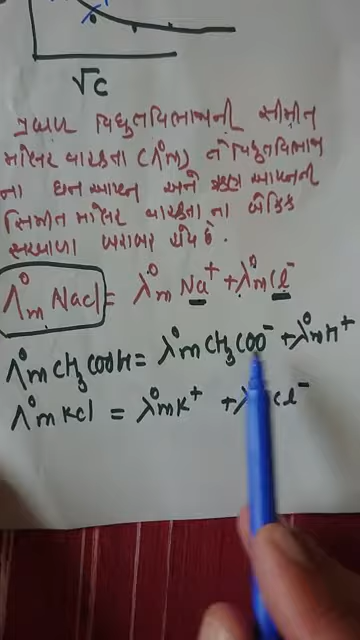 √C
પ્રબળ વિદ્યુતવિભાજ્યની સીમીત
મોલર વાહકતા (Λ°m) ને વિદ્યુતવિભાજ્ય
ના ધન આયન અને ઋણ આયનની
સિમીત મોલર વાહકતા ના બૈજિક
સરવાળા બરાબર હોય છે.
Λ°m Nacl = λ°m Na⁺ + λ°m Cl⁻
Λ°m CH₃COOH = λ°m CH₃COO⁻ + λ°m H⁺
Λ°m KCl = λ°m K⁺ + λ Cl⁻